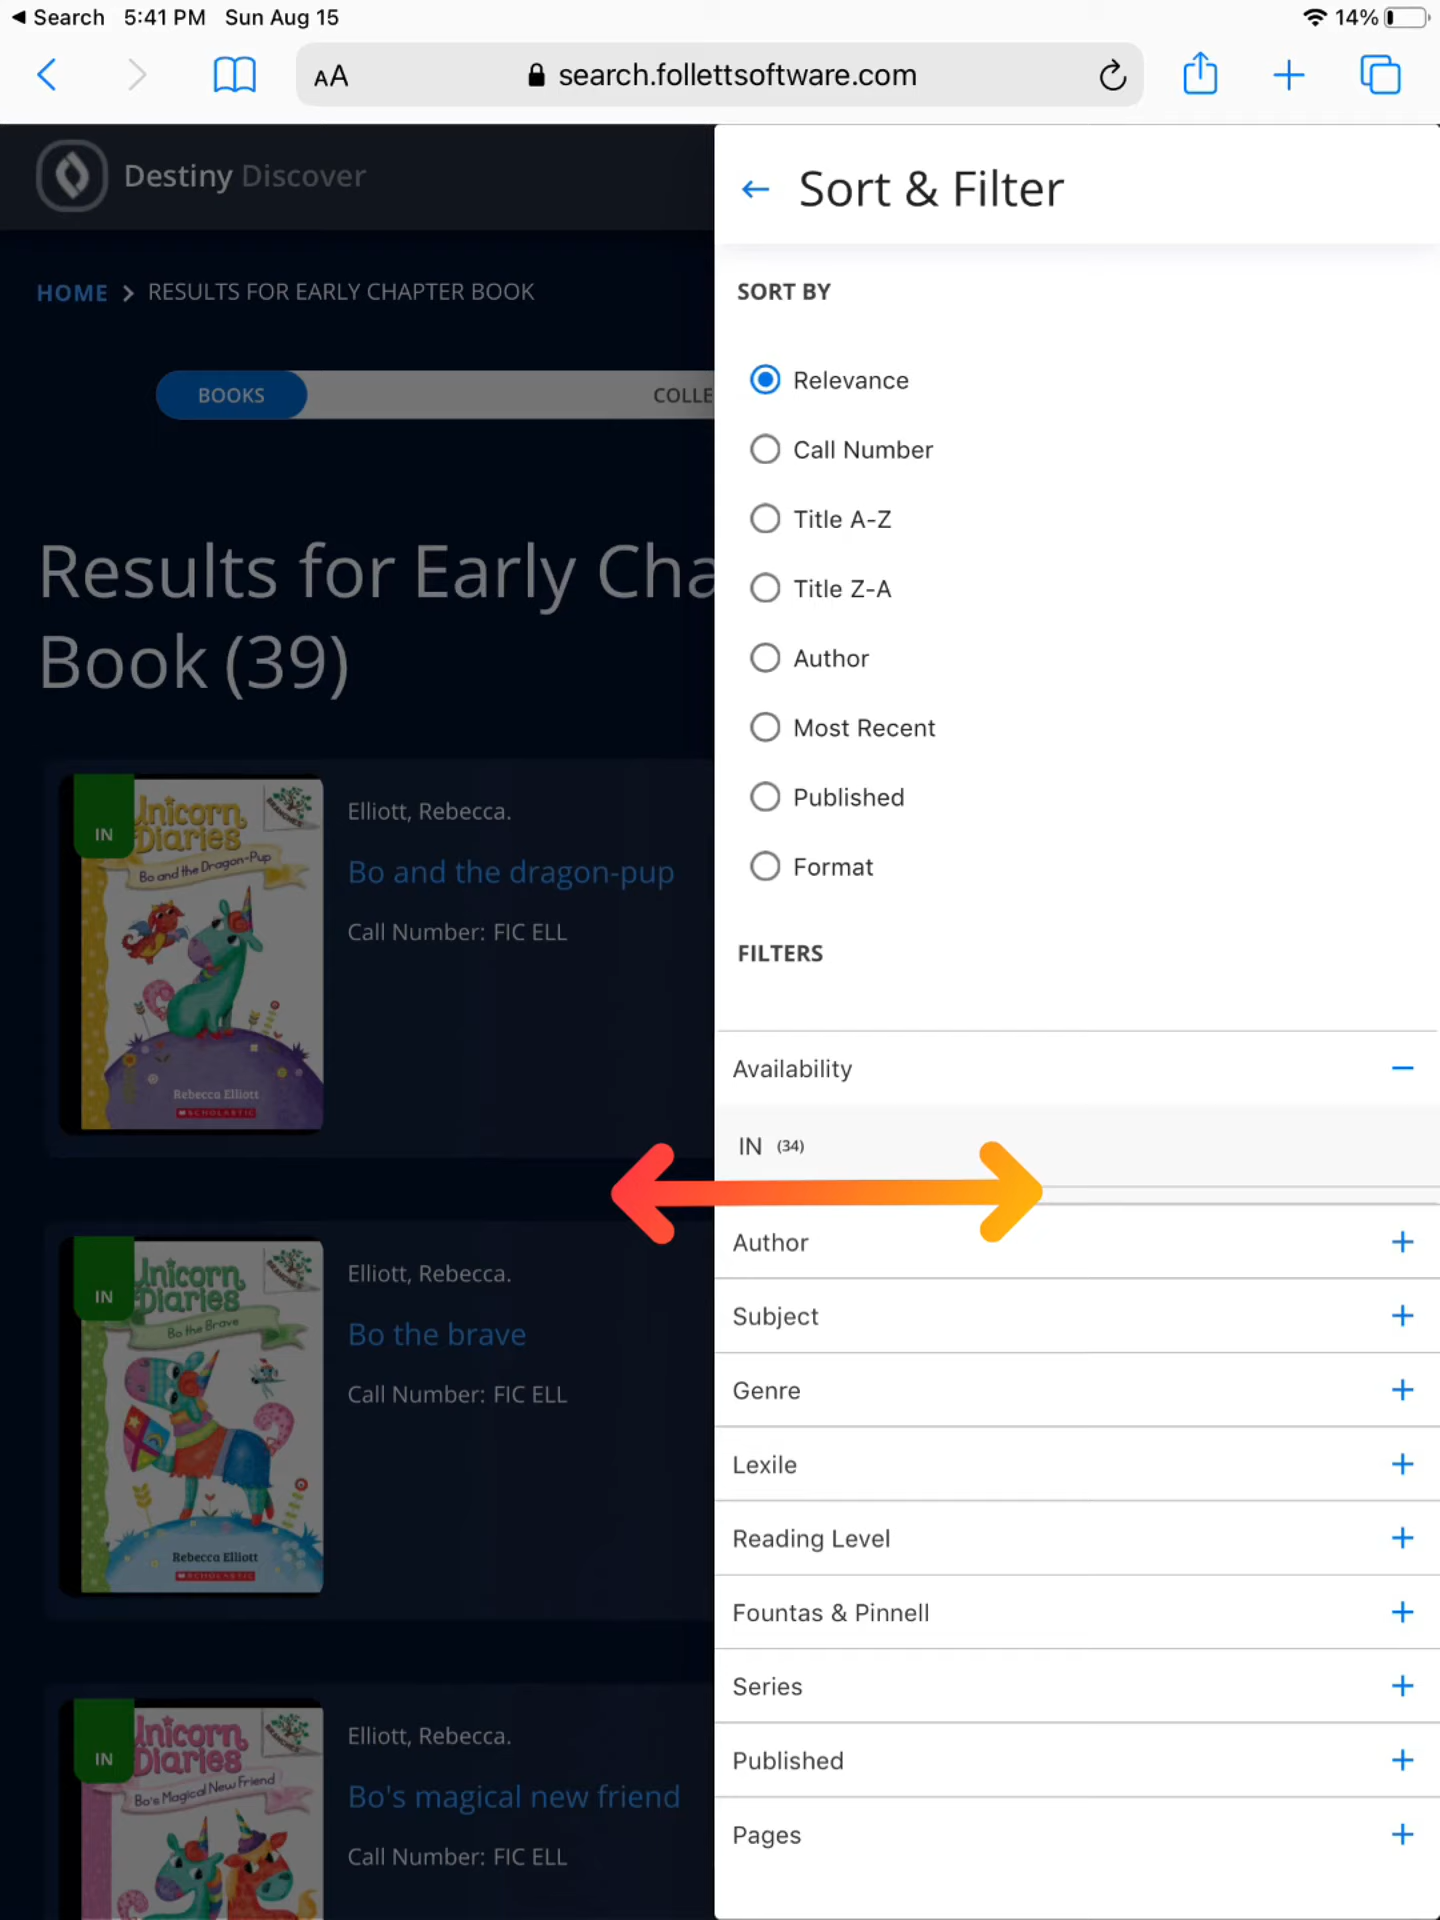 Search 5:41 PM Sun Aug 15 14%
AA search.follettsoftware.com
Destiny Discover
HOME > RESULTS FOR EARLY CHAPTER BOOK
BOOKS COLLE
Results for Early Cha
Book (39)
IN
Unicorn
Diaries
BRANCHES
Bo and the Dragon-Pup
Rebecca Elliott
SCHOLASTIC
Elliott, Rebecca.
Bo and the dragon-pup
Call Number: FIC ELL
IN
Unicorn
Diaries
BRANCHES
Bo the Brave
Rebecca Elliott
SCHOLASTIC
Elliott, Rebecca.
Bo the brave
Call Number: FIC ELL
IN
Unicorn
Diaries
BRANCHES
Bo's Magical New Friend
Elliott, Rebecca.
Bo's magical new friend
Call Number: FIC ELL
Sort & Filter
SORT BY
Relevance
Call Number
Title A-Z
Title Z-A
Author
Most Recent
Published
Format
FILTERS
Availability
IN (34)
Author
Subject
Genre
Lexile
Reading Level
Fountas & Pinnell
Series
Published
Pages